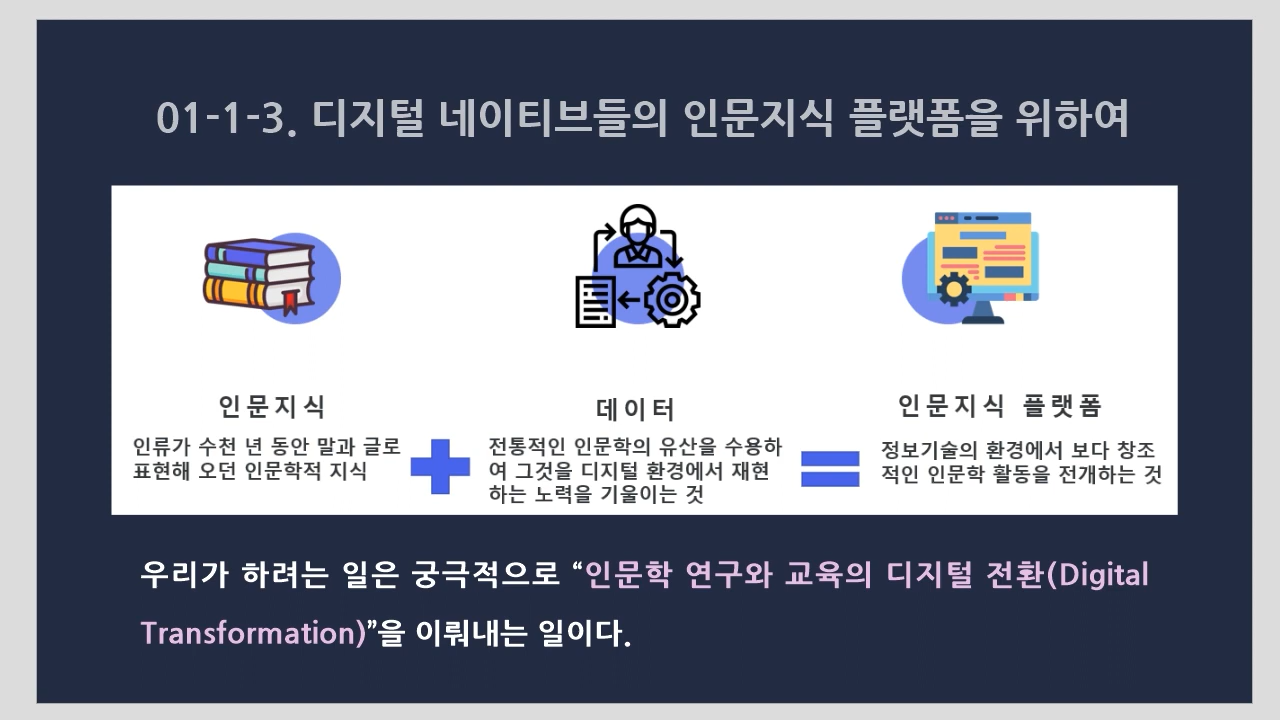 01-1-3. 디지털 네이티브들의 인문지식 플랫폼을 위하여
인문지식
인류가 수천 년 동안 말과 글로
표현해 오던 인문학적 지식
데이터
전통적인 인문학의 유산을 수용하
여 그것을 디지털 환경에서 재현
하는 노력을 기울이는 것
인문지식 플랫폼
정보기술의 환경에서 보다 창조
적인 인문학 활동을 전개하는 것
우리가 하려는 일은 궁극적으로 “인문학 연구와 교육의 디지털 전환(Digital
Transformation)”을 이뤄내는 일이다.